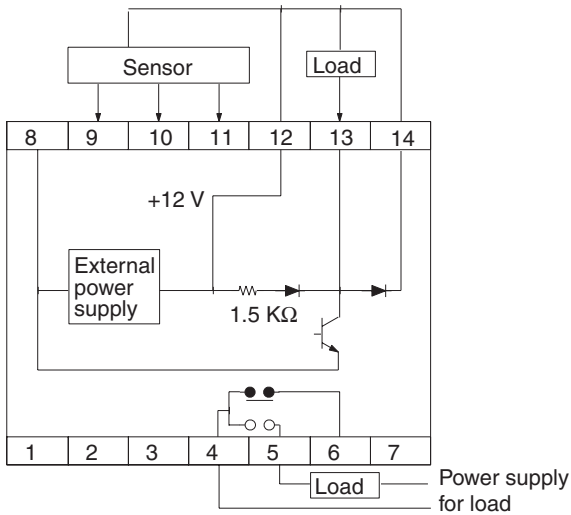 Sensor
Load
8 9 10 11 12 13 14
+12 V
External
power
supply
1.5 KΩ
1 2 3 4 5 6 7
Load
Power supply
for load